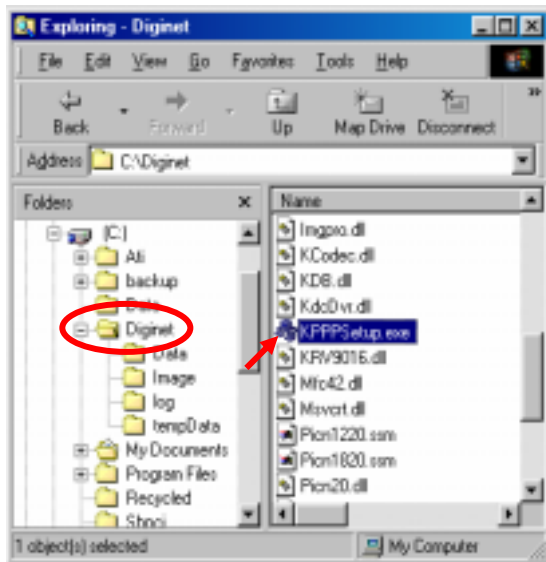 Exploring - Diginet
File Edit View Go Favorites Tools Help
Back Forward Up Map Drive Disconnect »
Address C:\Diginet
Folders x
Name
(C:)
Ati
backup
Data
Diginet
Data
Image
log
tempData
My Documents
Program Files
Recycled
Imgpro.dll
KCodec.dll
KDB.dll
KdcDvr.dll
KPPPSetup.exe
KRV9016.dll
Mfc42.dll
Msvcrt.dll
Picn1220.ssm
Picn1820.ssm
Picn20.dll
1 object(s) selected
My Computer